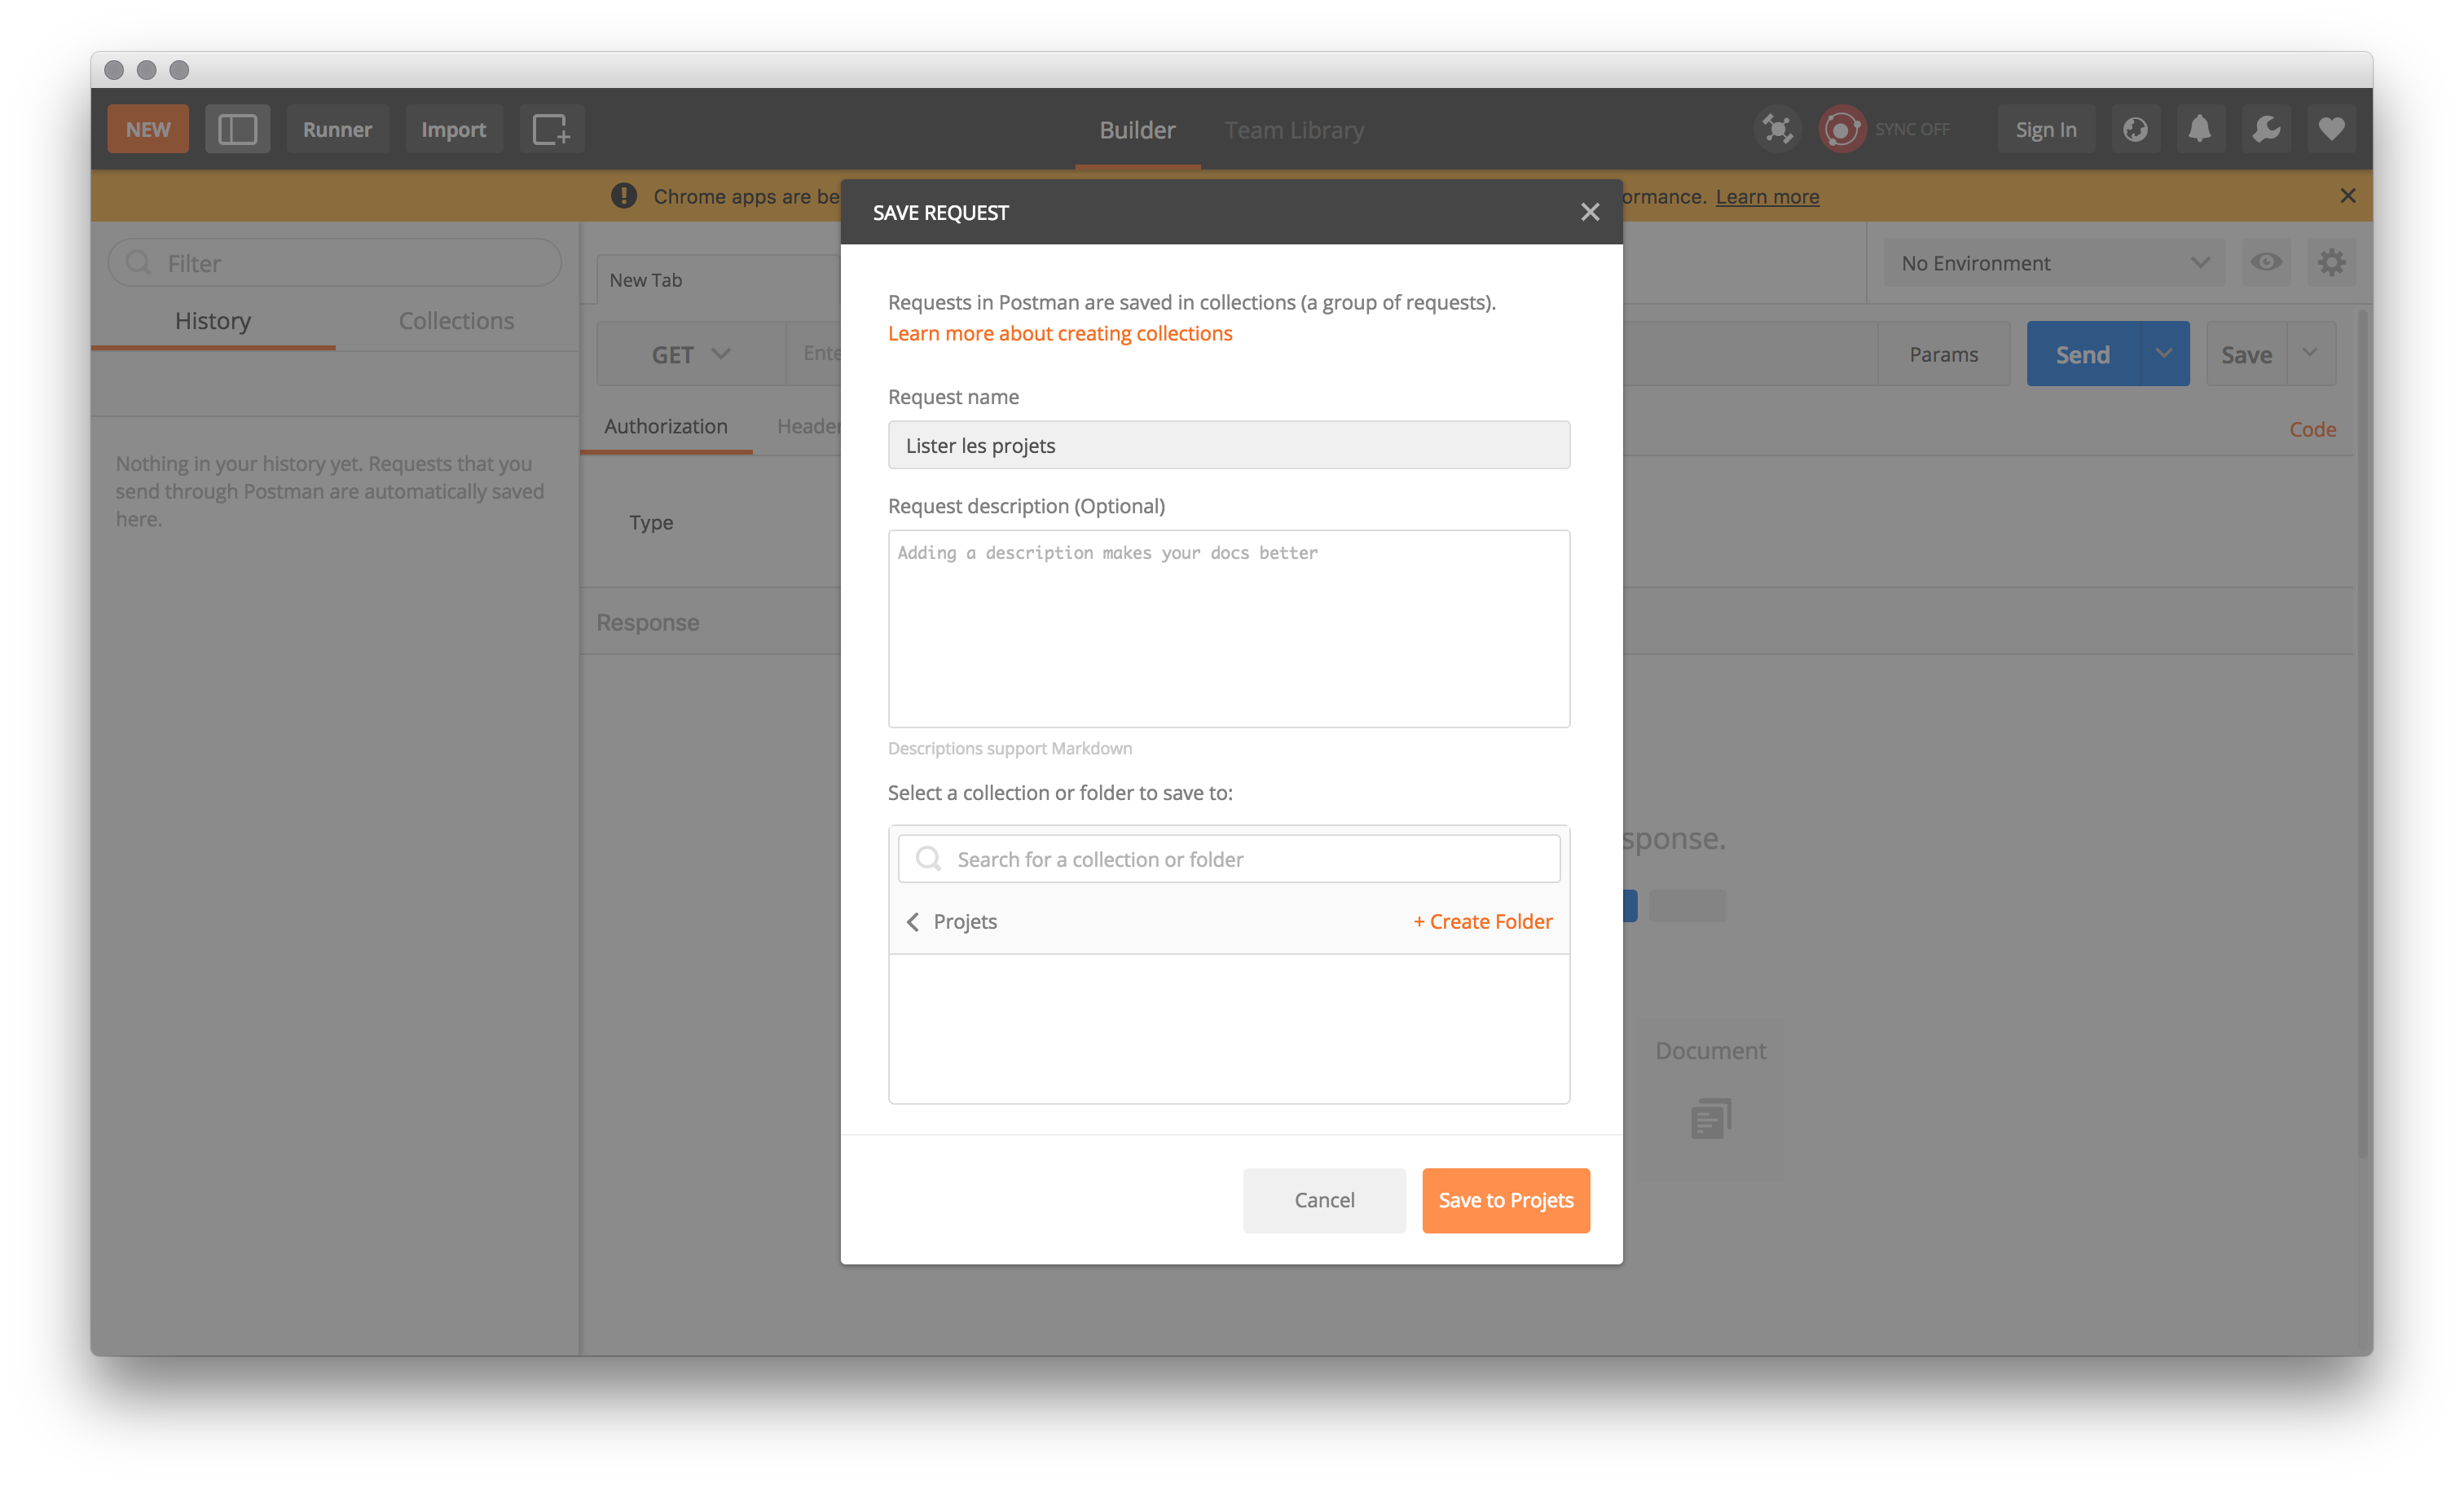 NEW
Runner
Import
Builder
Team Library
SYNC OFF
Sign In
Chrome apps are be
ormance. Learn more
SAVE REQUEST
Filter
History
Collections
Nothing in your history yet. Requests that you
send through Postman are automatically saved
here.
New Tab
No Environment
GET
Ente
Params
Send
Save
Authorization
Header
Code
Type
Response
Requests in Postman are saved in collections (a group of requests).
Learn more about creating collections
Request name
Lister les projets
Request description (Optional)
Adding a description makes your docs better
Descriptions support Markdown
Select a collection or folder to save to:
Search for a collection or folder
Projets
+ Create Folder
sponse.
Document
Cancel
Save to Projets